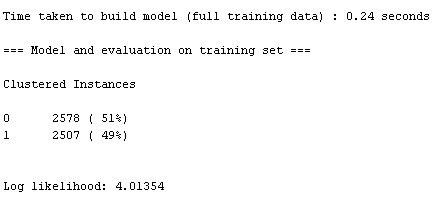 Time taken to build model (full training data) : 0.24 seconds
=== Model and evaluation on training set ===
Clustered Instances
0      2578 ( 51%)
1      2507 ( 49%)
Log likelihood: 4.01354